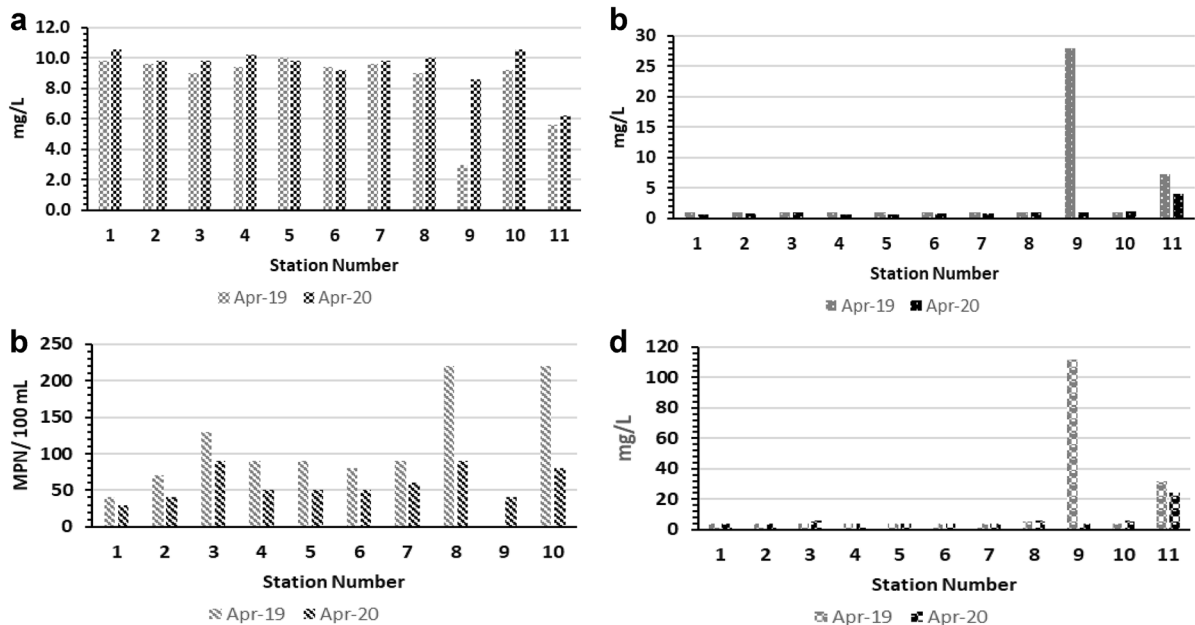 a
12.0
10.0
8.0
6.0
4.0
2.0
0.0
mg/L
1 2 3 4 5 6 7 8 9 10 11
Station Number
Apr-19 Apr-20
b
30
25
20
15
10
5
0
mg/L
1 2 3 4 5 6 7 8 9 10 11
Station Number
Apr-19 Apr-20
b
250
200
150
100
50
0
MPN/ 100 mL
1 2 3 4 5 6 7 8 9 10
Station Number
Apr-19 Apr-20
d
120
100
80
60
40
20
0
mg/L
1 2 3 4 5 6 7 8 9 10 11
Station Number
Apr-19 Apr-20